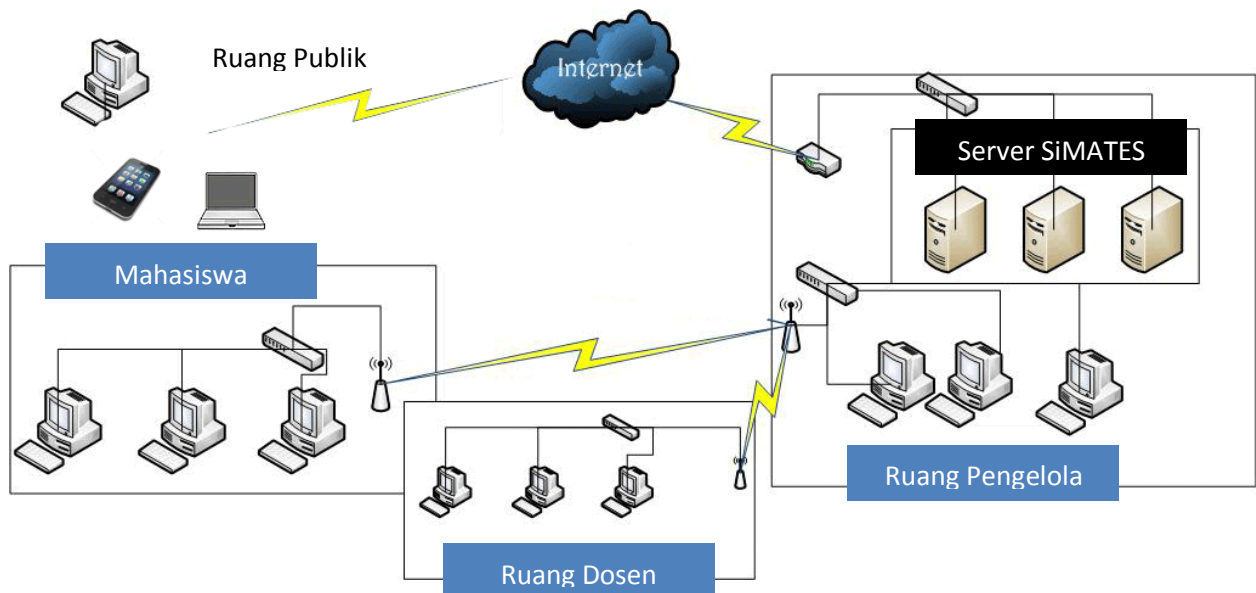 Ruang Publik
Internet
Server SiMATES
Mahasiswa
Ruang Pengelola
Ruang Dosen